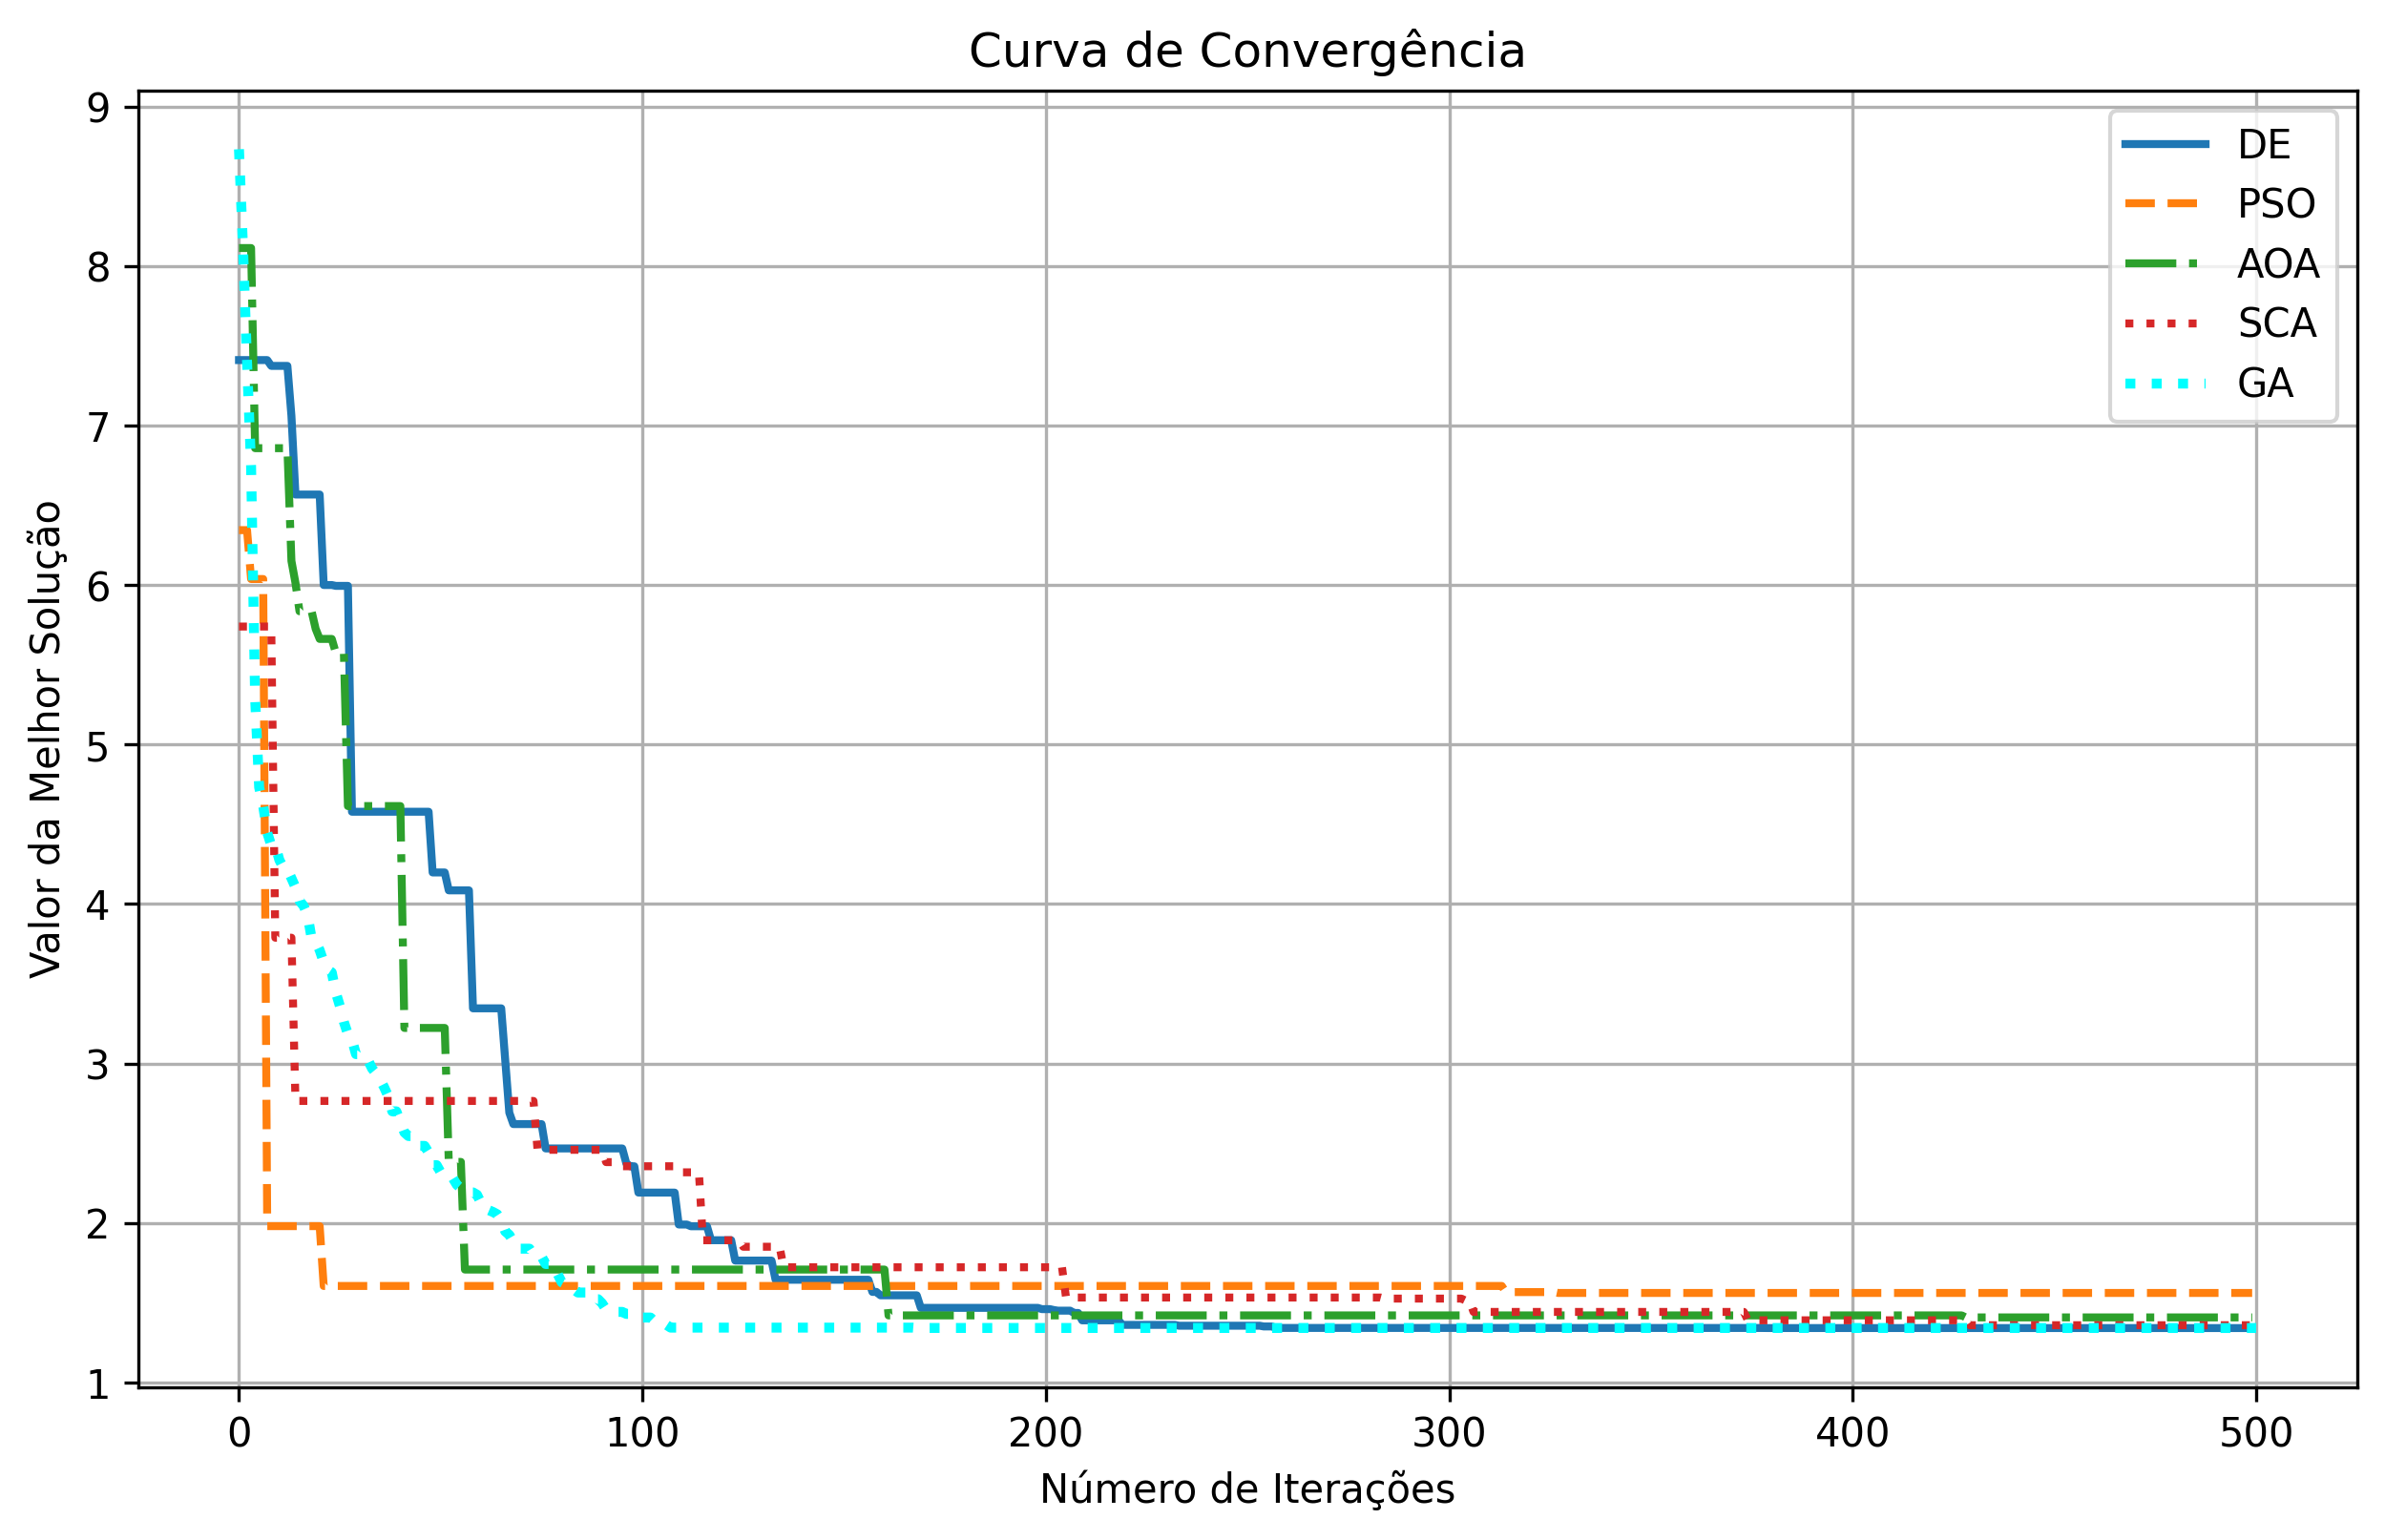 Curva de Convergência
9
8
7
6
5
4
3
2
1
Valor da Melhor Solução
DE
PSO
AOA
SCA
GA
0 100 200 300 400 500
Número de Iterações